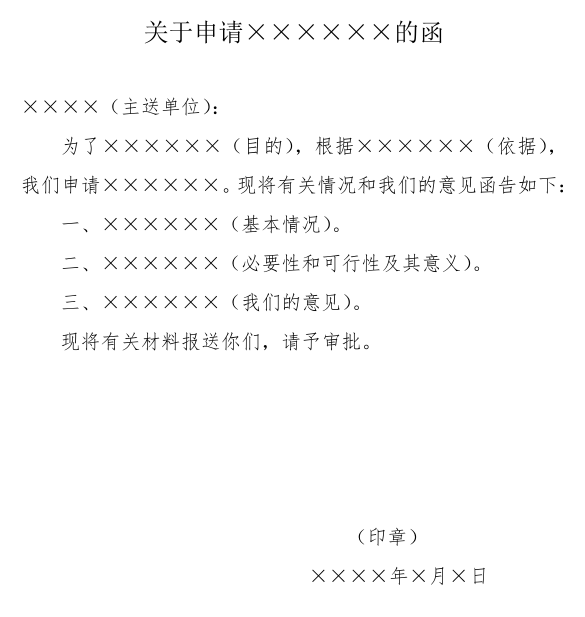 关于申请××××××的函
××××（主送单位）：
为了××××××（目的），根据××××××（依据），
我们申请××××××。现将有关情况和我们的意见函告如下：
一、××××××（基本情况）。
二、××××××（必要性和可行性及其意义）。
三、××××××（我们的意见）。
现将有关材料报送你们，请予审批。
（印章）
××××年×月×日